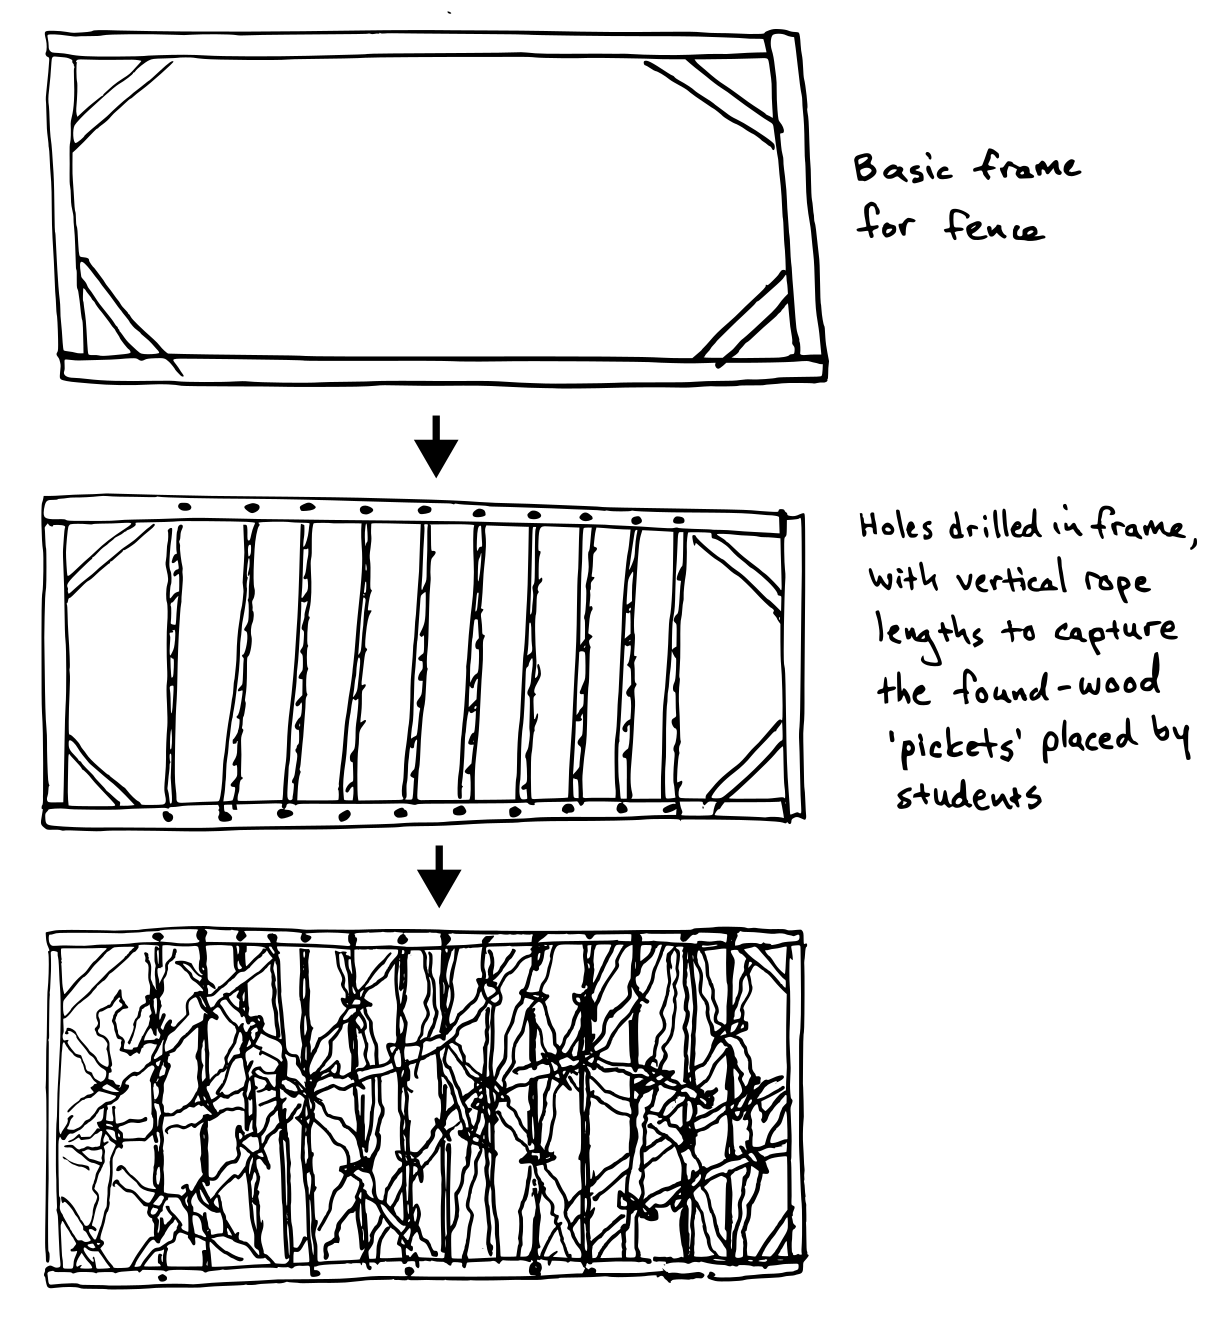 Basic frame
for fence
Holes drilled in frame,
with vertical rope
lengths to capture
the found-wood
'pickets' placed by
students